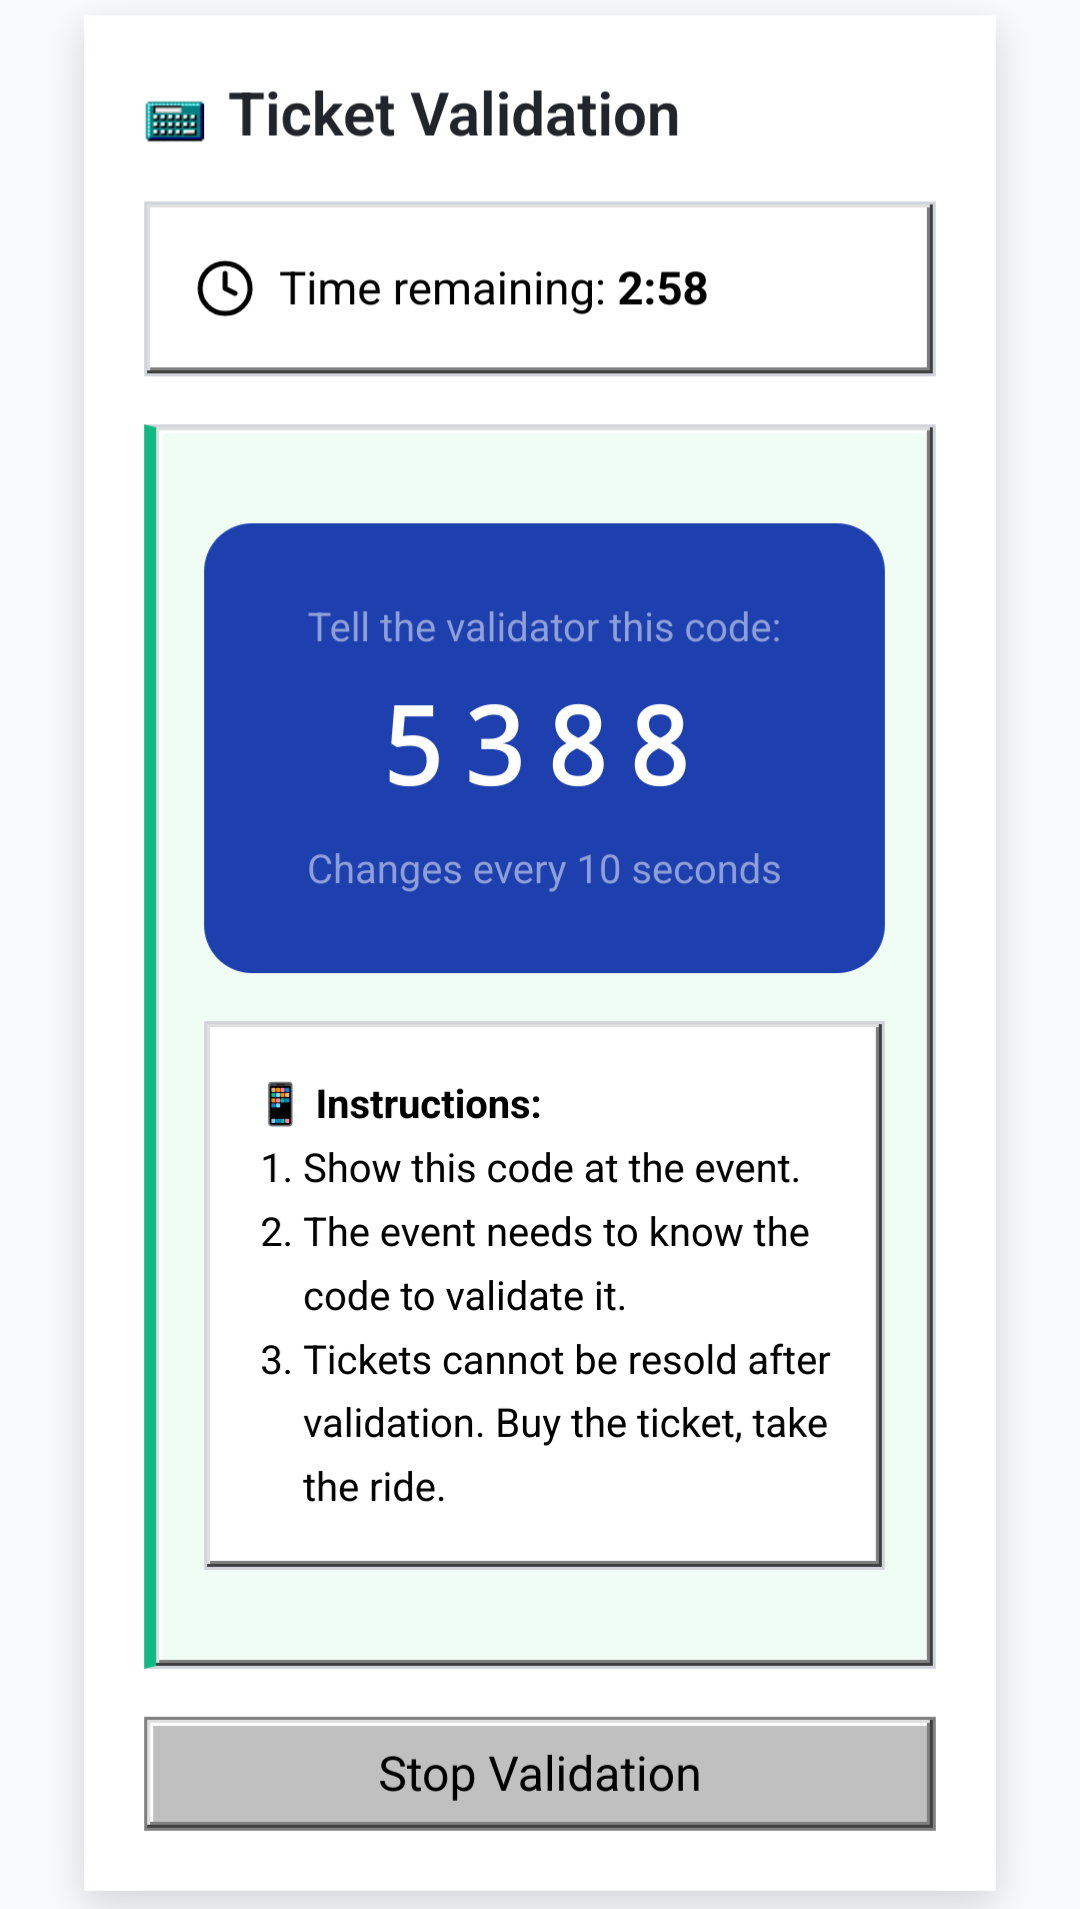 Ticket Validation
Time remaining: 2:58
Tell the validator this code:
5388
Changes every 10 seconds
Instructions:
1. Show this code at the event.
2. The event needs to know the
code to validate it.
3. Tickets cannot be resold after
validation. Buy the ticket, take
the ride.
Stop Validation